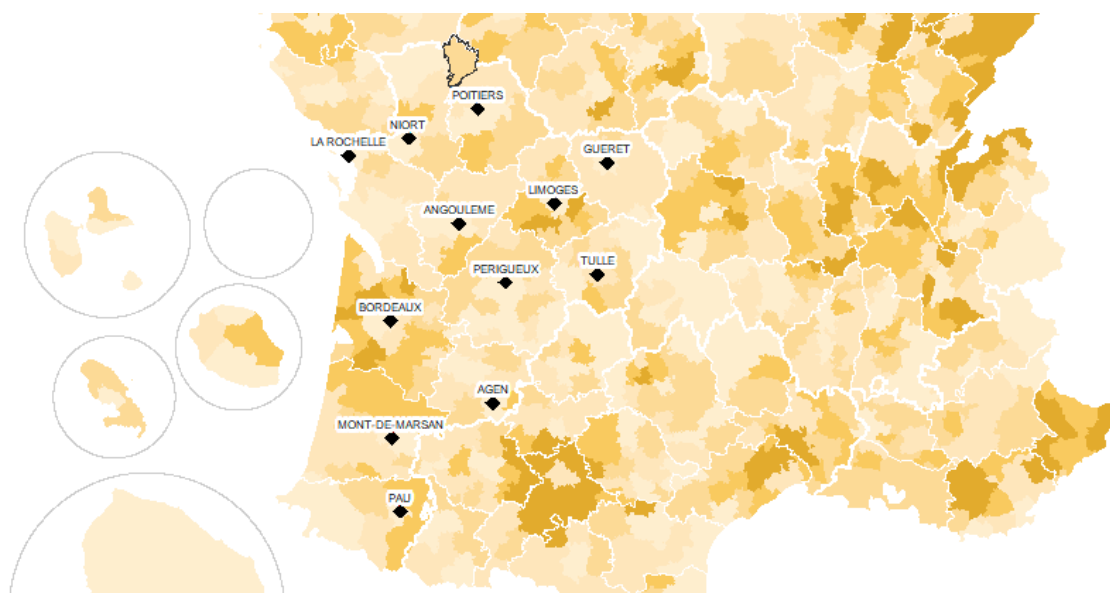 POITIERS
NIORT
LA ROCHELLE
GUERET
LIMOGES
ANGOULEME
PERIGUEUX
TULLE
BORDEAUX
AGEN
MONT-DE-MARSAN
PAU